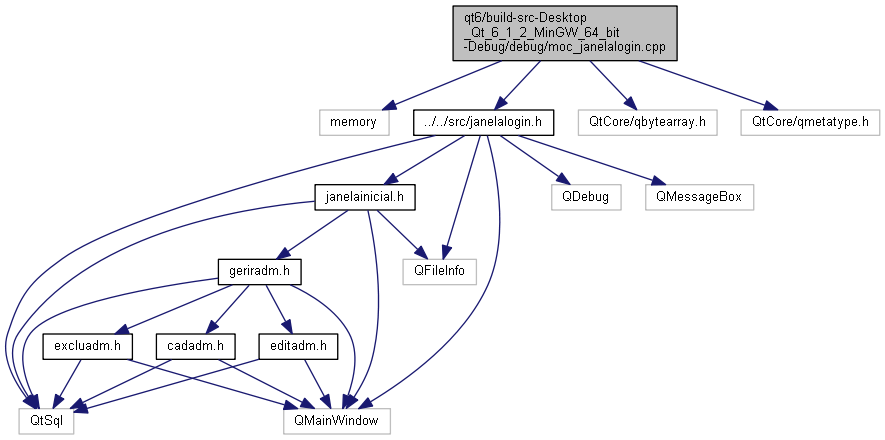 qt6/build-src-Desktop
_Qt_6_1_2_MinGW_64_bit
-Debug/debug/moc_janelalogin.cpp
memory
../../src/janelalogin.h
QtCore/qbytearray.h
QtCore/qmetatype.h
janelainicial.h
QDebug
QMessageBox
geriradm.h
QFileInfo
excluadm.h
cadadm.h
editadm.h
QtSql
QMainWindow